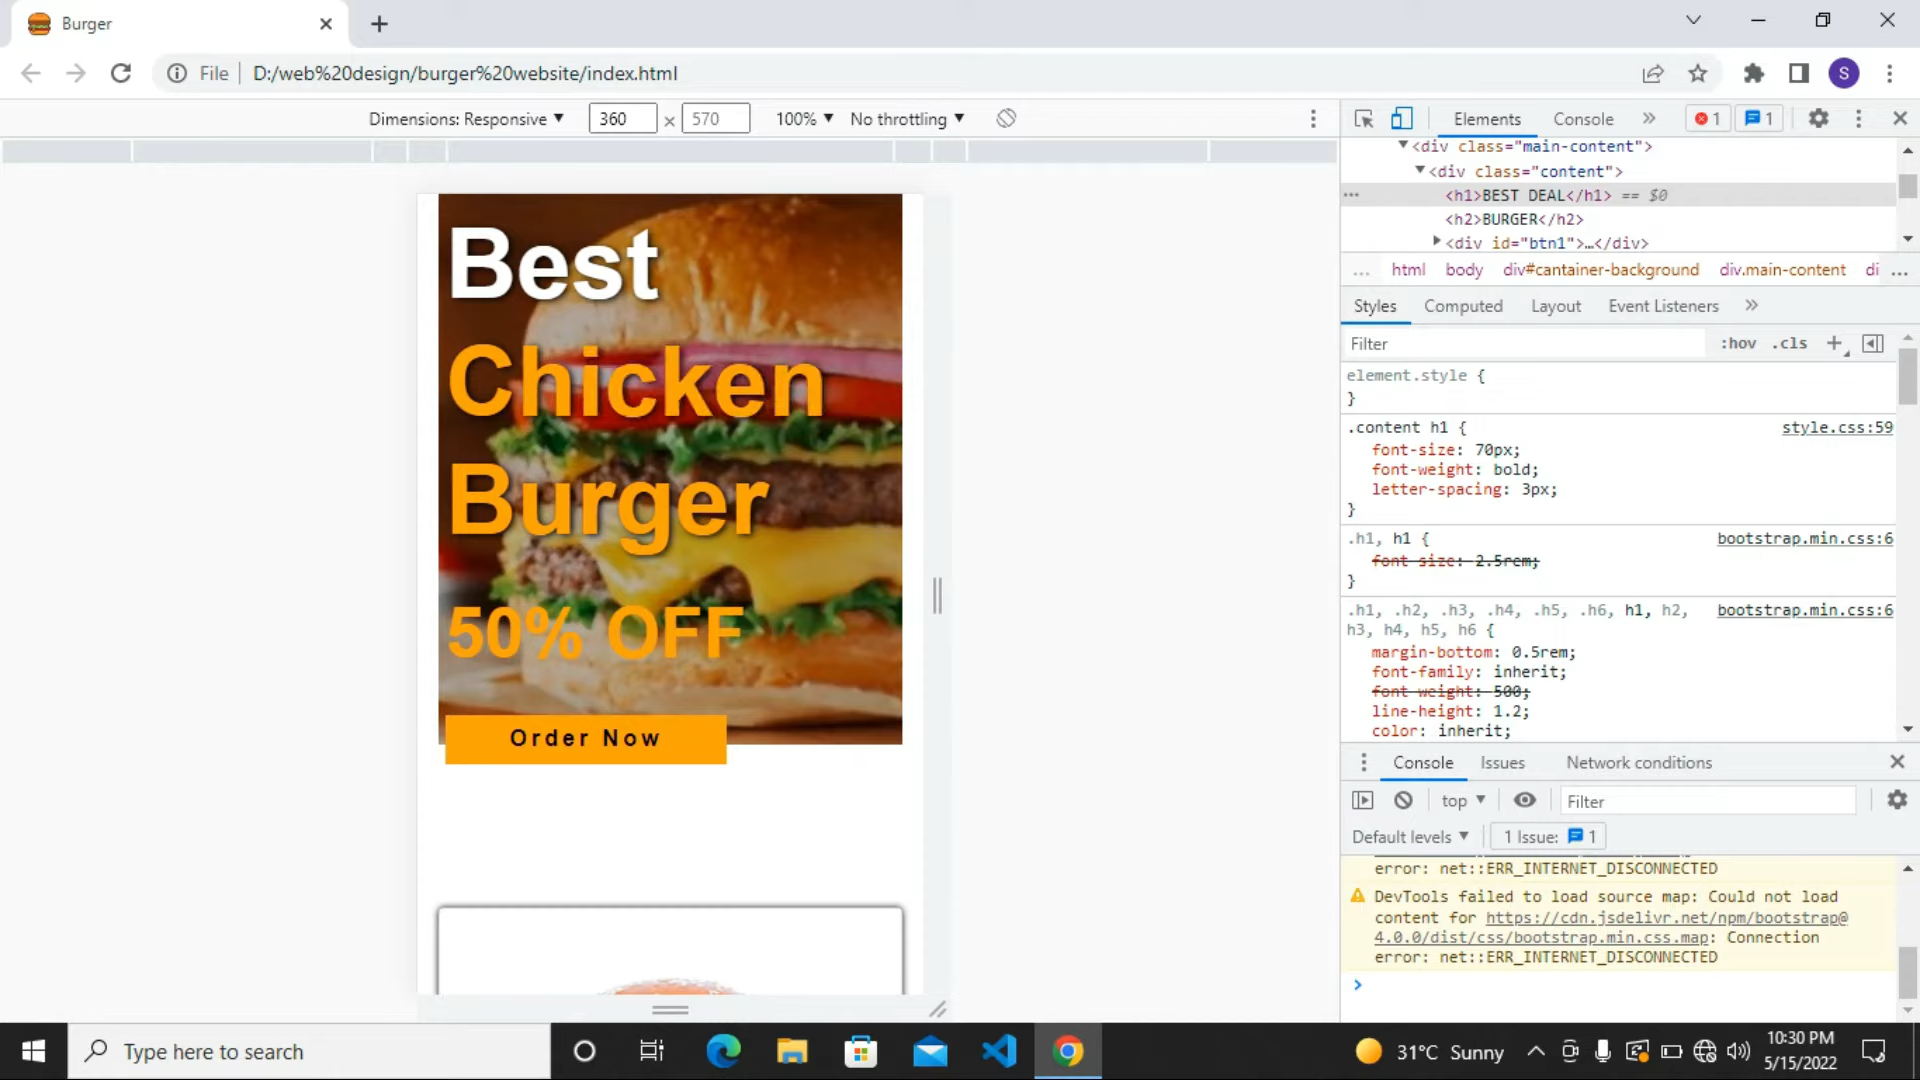 Burger
File D:/web%20design/burger%20website/index.html
S
Dimensions: Responsive ▼ 360 × 570 100% ▼ No throttling ▼
Elements Console » 1 1
▼<div class="main-content">
▼<div class="content">
… <h1>BEST DEAL</h1> == $0
<h2>BURGER</h2>
▶<div id="btn1">…</div>
… html body div#cantainer-background div.main-content di …
Styles Computed Layout Event Listeners »
Filter :hov .cls +
element.style {
}
.content h1 { style.css:59
font-size: 70px;
font-weight: bold;
letter-spacing: 3px;
}
.h1, h1 { bootstrap.min.css:6
font-size: 2.5rem;
}
.h1, .h2, .h3, .h4, .h5, .h6, h1, h2, bootstrap.min.css:6
h3, h4, h5, h6 {
margin-bottom: 0.5rem;
font-family: inherit;
font-weight: 500;
line-height: 1.2;
color: inherit;
Console Issues Network conditions
top ▼ Filter
Default levels ▼ 1 Issue: 1
error: net::ERR_INTERNET_DISCONNECTED
DevTools failed to load source map: Could not load
content for https://cdn.jsdelivr.net/npm/bootstrap@
4.0.0/dist/css/bootstrap.min.css.map: Connection
error: net::ERR_INTERNET_DISCONNECTED
Best
Chicken
Burger
50% OFF
Order Now
Type here to search
31°C Sunny
10:30 PM
5/15/2022